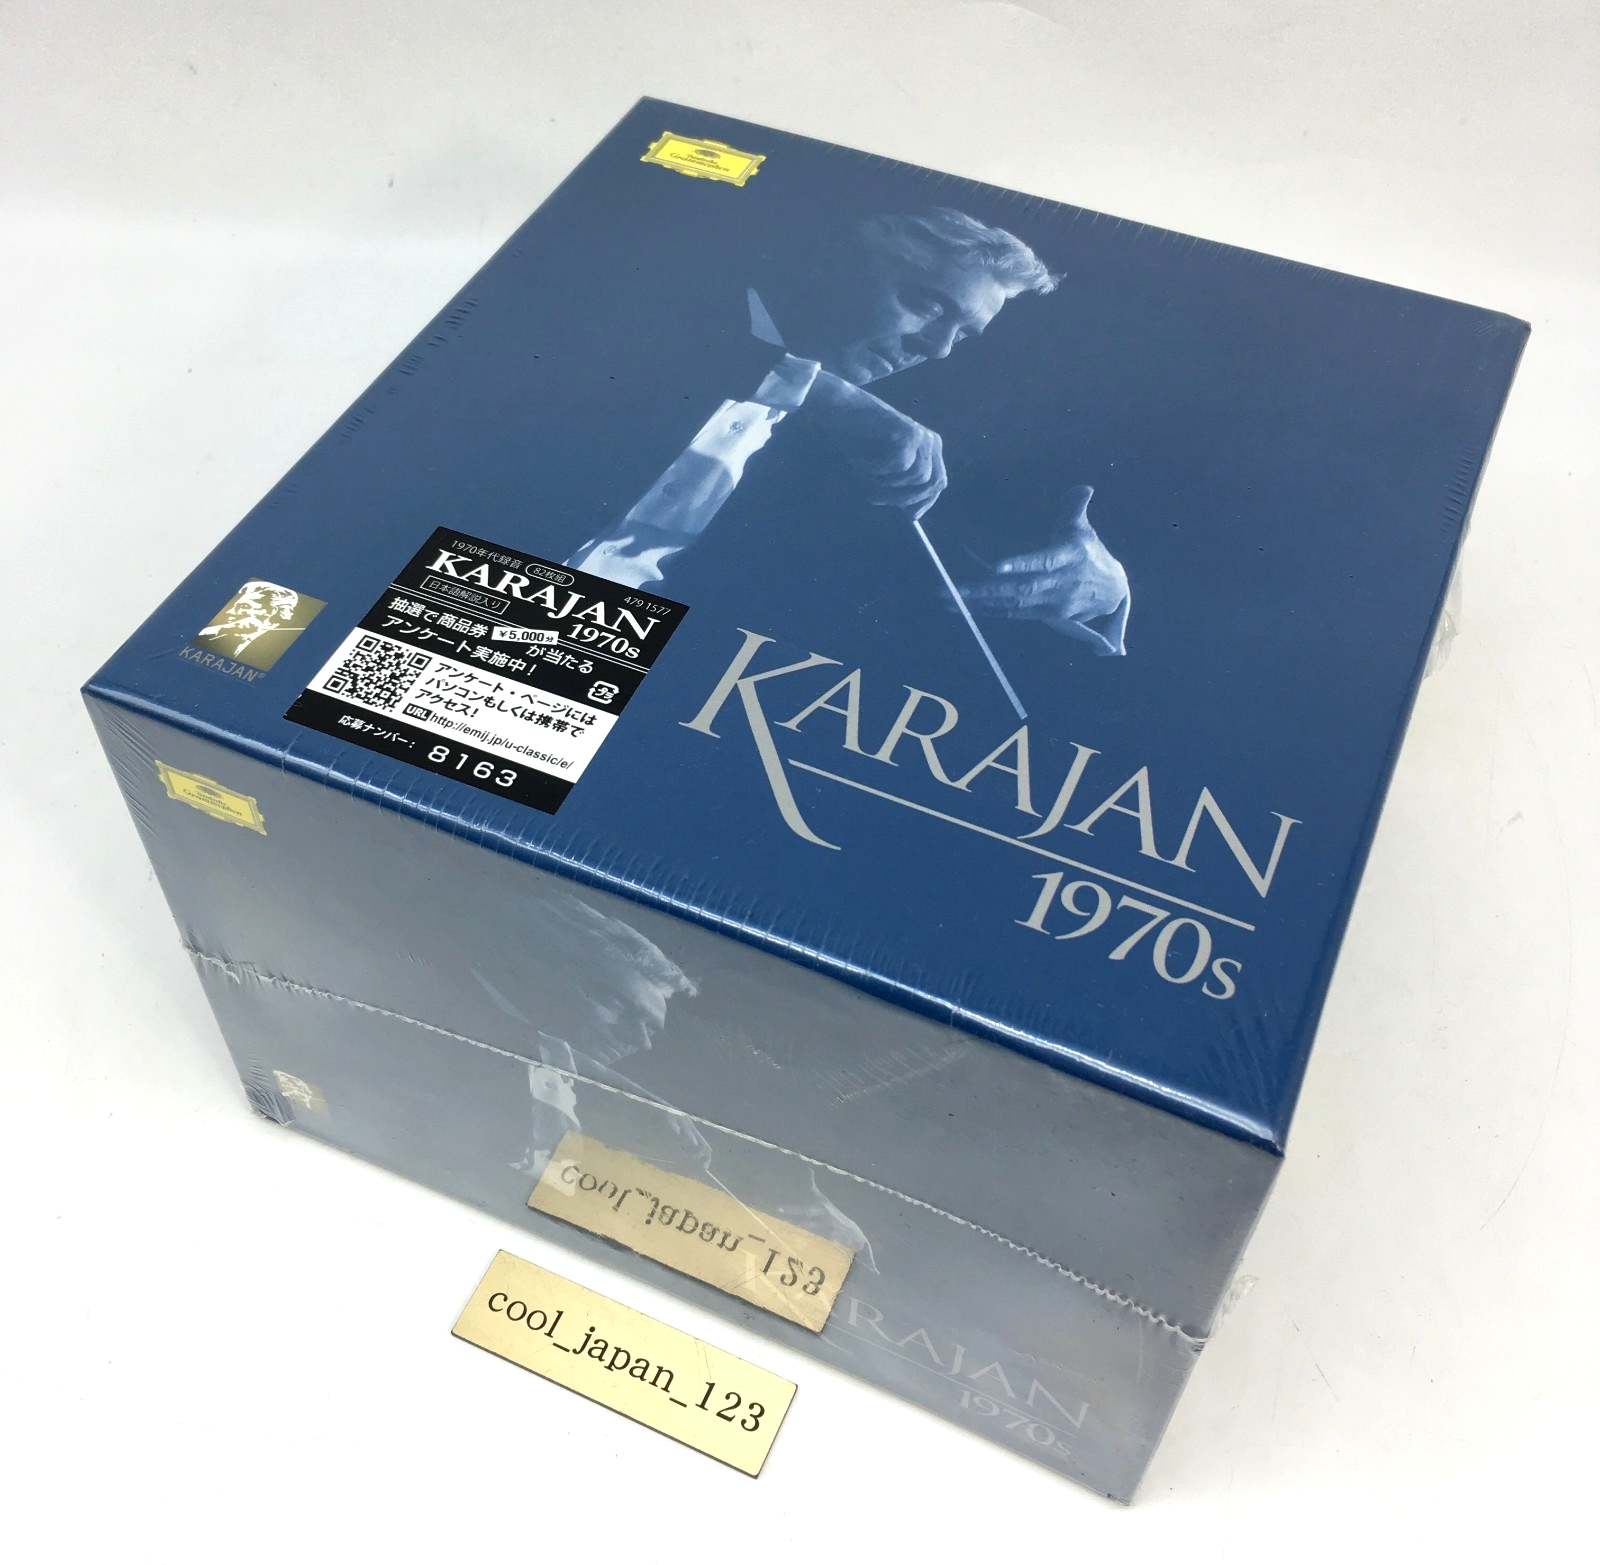 Deutsche
Grammophon
KARAJAN
1970s
KARAJAN®
1970年代録音 82枚組
KARAJAN
日本語解説入り
479 1577
1970s
抽選で商品券 ¥5,000分 が当たる
アンケート実施中!
アンケート・ページには
パソコンもしくは携帯で
アクセス!
URL http://emij.jp/u-classic/e/
応募ナンバー: 8163
Deutsche
Grammophon
KARAJAN
1970s
cool_japan_123
cool_japan_123